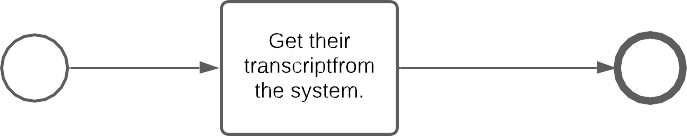 Get their
transcriptfrom
the system.